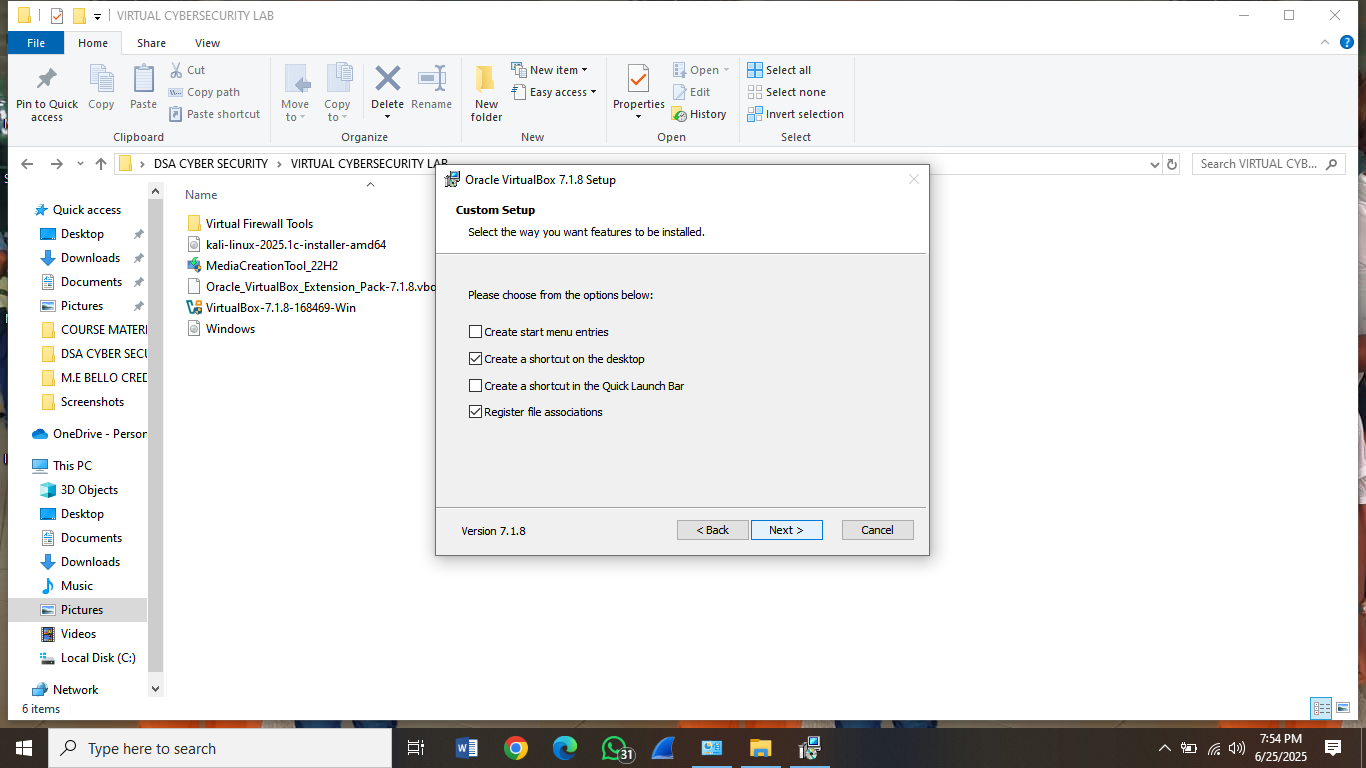 VIRTUAL CYBERSECURITY LAB
File Home Share View
Pin to Quick access
Copy
Paste
Cut
Copy path
Paste shortcut
Clipboard
Move to
Copy to
Delete
Rename
Organize
New folder
New item
Easy access
New
Properties
Open
Edit
History
Open
Select all
Select none
Invert selection
Select
DSA CYBER SECURITY > VIRTUAL CYBERSECURITY LAB
Search VIRTUAL CYB...
Quick access
Desktop
Downloads
Documents
Pictures
COURSE MATERI
DSA CYBER SECU
M.E BELLO CRED
Screenshots
OneDrive - Person
This PC
3D Objects
Desktop
Documents
Downloads
Music
Pictures
Videos
Local Disk (C:)
Network
6 items
Name
Virtual Firewall Tools
kali-linux-2025.1c-installer-amd64
MediaCreationTool_22H2
Oracle_VirtualBox_Extension_Pack-7.1.8.vbo
VirtualBox-7.1.8-168469-Win
Windows
Oracle VirtualBox 7.1.8 Setup
Custom Setup
Select the way you want features to be installed.
Please choose from the options below:
Create start menu entries
Create a shortcut on the desktop
Create a shortcut in the Quick Launch Bar
Register file associations
Version 7.1.8
< Back
Next >
Cancel
Type here to search
31
7:54 PM
6/25/2025